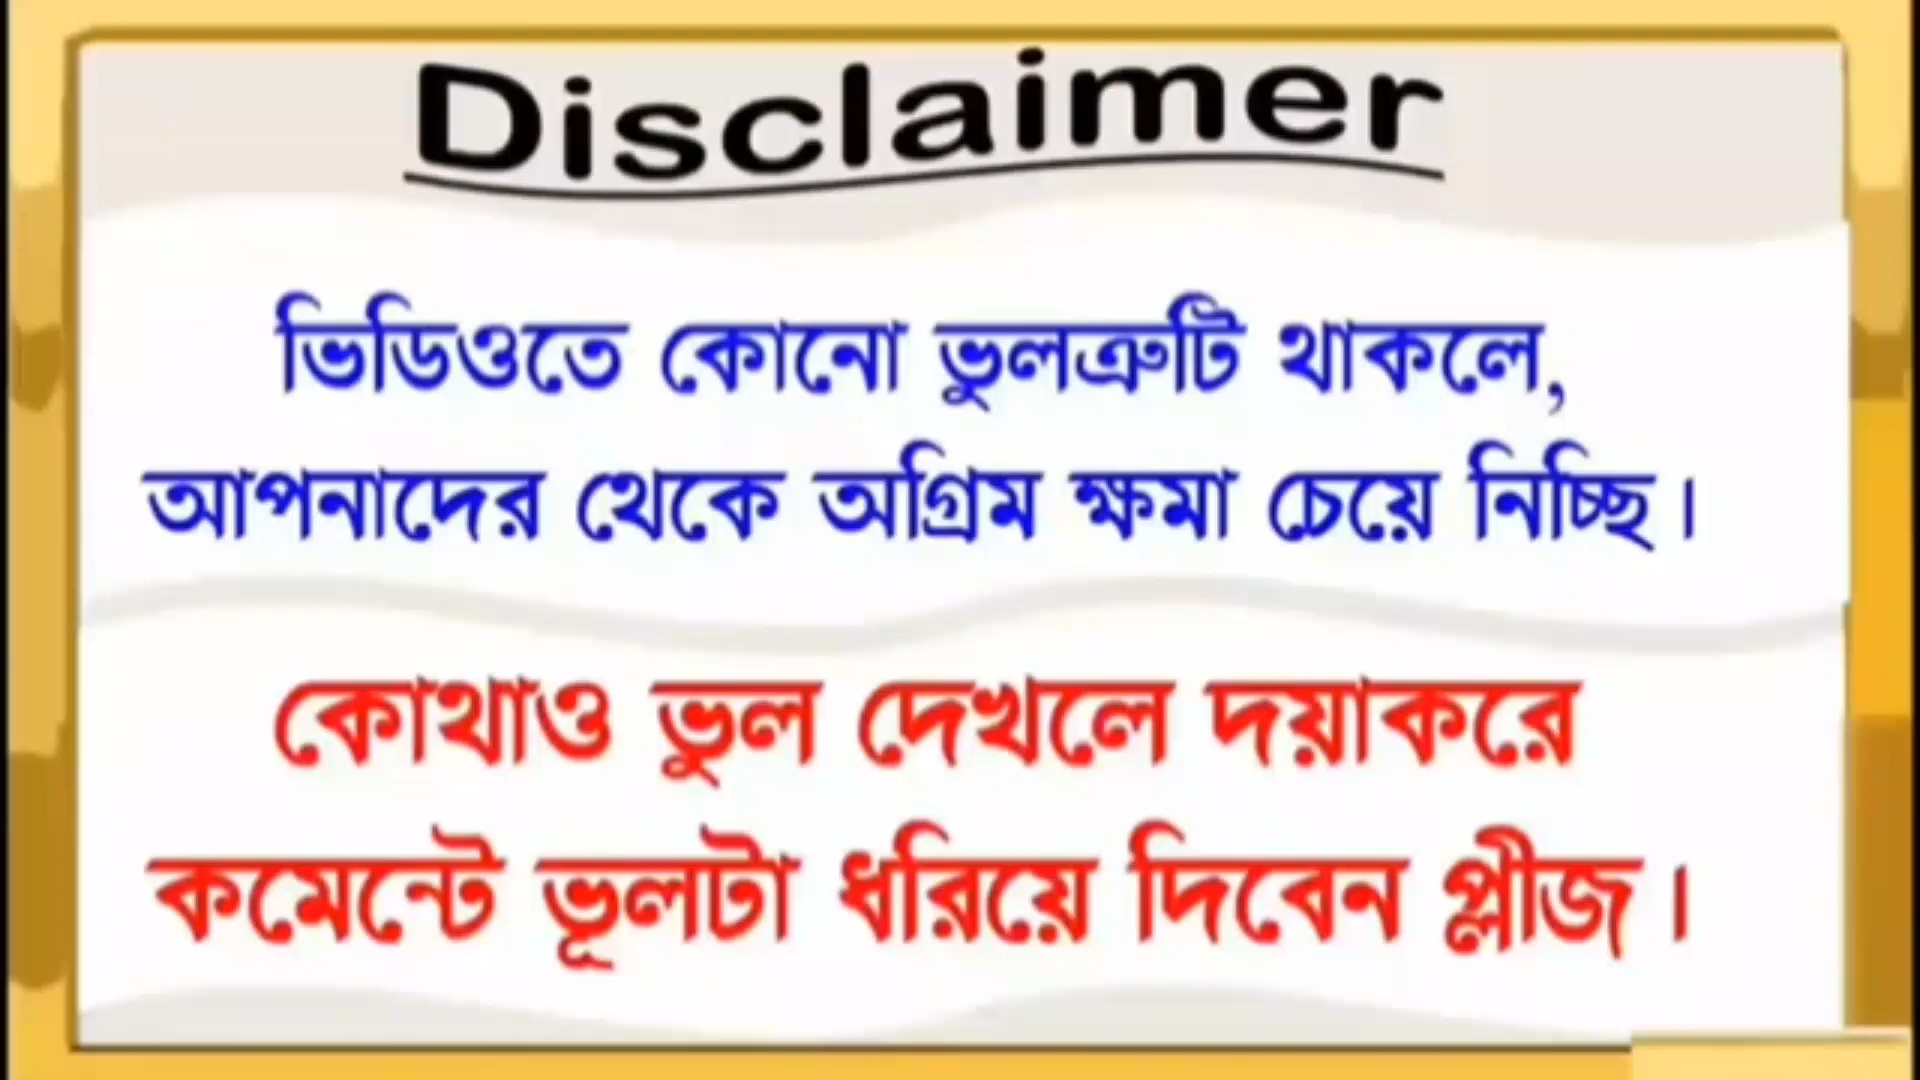 Disclaimer
ভিডিওতে কোনো ভুলত্রুটি থাকলে,
আপনাদের থেকে অগ্রিম ক্ষমা চেয়ে নিচ্ছি।
কোথাও ভুল দেখলে দয়াকরে
কমেন্টে ভূলটা ধরিয়ে দিবেন প্লীজ।